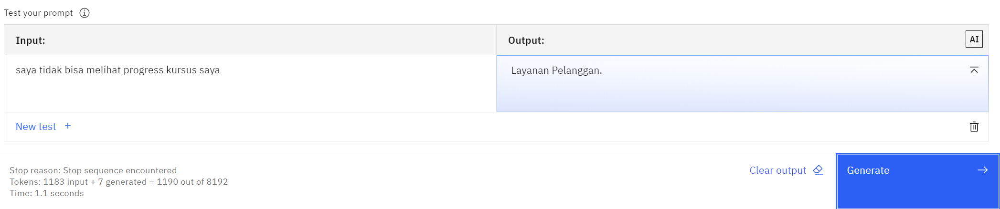 Test your prompt
Input:
Output:
AI
saya tidak bisa melihat progress kursus saya
Layanan Pelanggan.
New test +
Stop reason: Stop sequence encountered
Tokens: 1183 input + 7 generated = 1190 out of 8192
Time: 1.1 seconds
Clear output
Generate